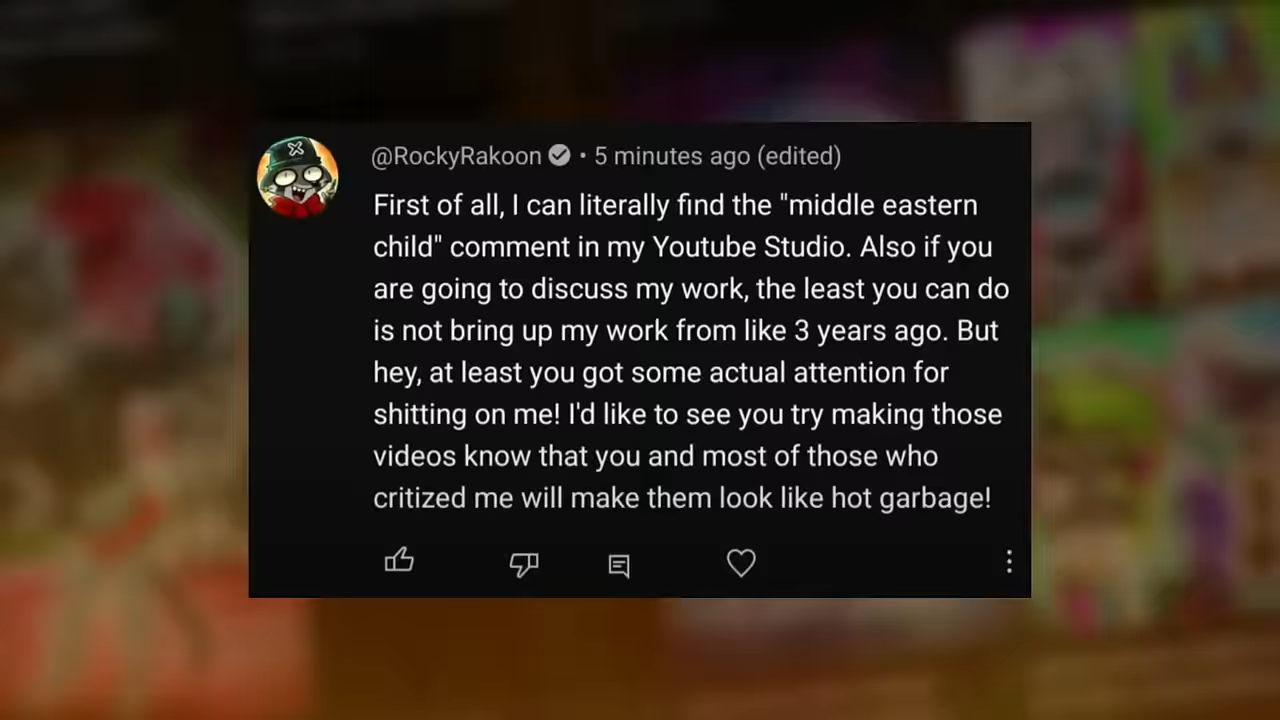 @RockyRakoon • 5 minutes ago (edited)
First of all, I can literally find the "middle eastern
child" comment in my Youtube Studio. Also if you
are going to discuss my work, the least you can do
is not bring up my work from like 3 years ago. But
hey, at least you got some actual attention for
shitting on me! I'd like to see you try making those
videos know that you and most of those who
critized me will make them look like hot garbage!